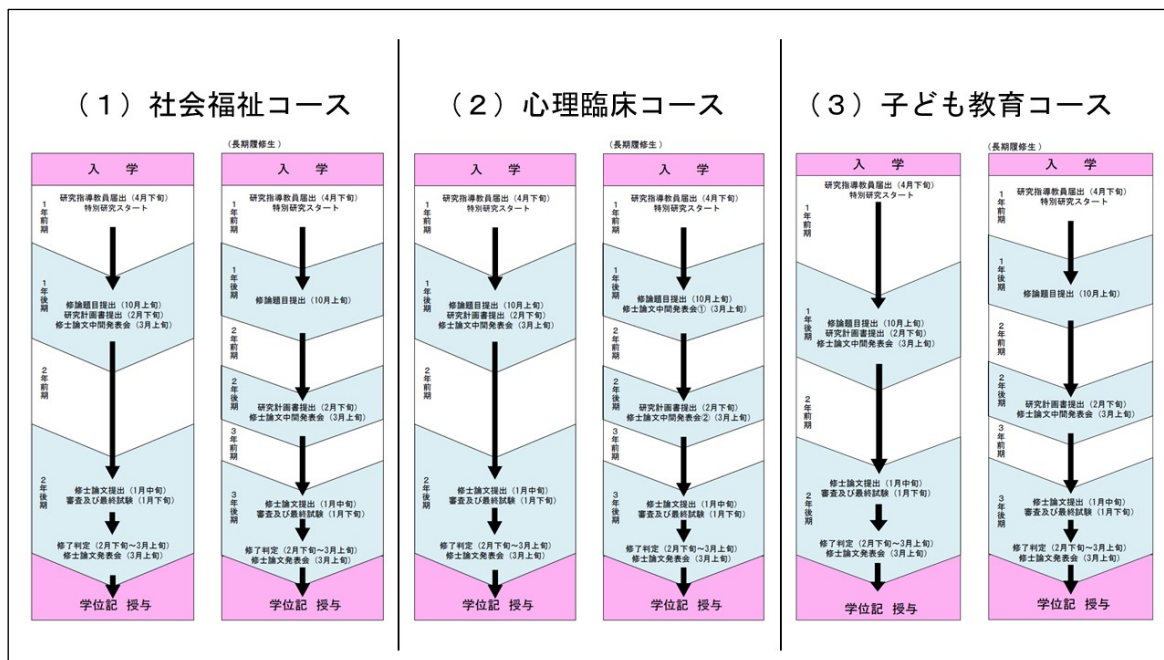 （１）社会福祉コース
入　学
1年前期
研究指導教員届出（4月下旬）
特別研究スタート
1年後期
修論題目提出（10月上旬）
研究計画書提出（2月下旬）
修士論文中間発表会（3月上旬）
2年前期
2年後期
修士論文提出（1月中旬）
審査及び最終試験（1月下旬）
修了判定（2月下旬～3月上旬）
修士論文発表会（3月上旬）
学位記 授与
（長期履修生）
入　学
1年前期
研究指導教員届出（4月下旬）
特別研究スタート
1年後期
修論題目提出（10月上旬）
2年前期
2年後期
研究計画書提出（2月下旬）
修士論文中間発表会（3月上旬）
3年前期
3年後期
修士論文提出（1月中旬）
審査及び最終試験（1月下旬）
修了判定（2月下旬～3月上旬）
修士論文発表会（3月上旬）
学位記 授与
（２）心理臨床コース
入　学
1年前期
研究指導教員届出（4月下旬）
特別研究スタート
1年後期
修論題目提出（10月上旬）
研究計画書提出（2月下旬）
修士論文中間発表会（3月上旬）
2年前期
2年後期
修士論文提出（1月中旬）
審査及び最終試験（1月下旬）
修了判定（2月下旬～3月上旬）
修士論文発表会（3月上旬）
学位記 授与
（長期履修生）
入　学
1年前期
研究指導教員届出（4月下旬）
特別研究スタート
1年後期
修論題目提出（10月上旬）
修士論文中間発表会①（3月上旬）
2年前期
2年後期
研究計画書提出（2月下旬）
修士論文中間発表会②（3月上旬）
3年前期
3年後期
修士論文提出（1月中旬）
審査及び最終試験（1月下旬）
修了判定（2月下旬～3月上旬）
修士論文発表会（3月上旬）
学位記 授与
（３）子ども教育コース
入　学
1年前期
研究指導教員届出（4月下旬）
特別研究スタート
1年後期
修論題目提出（10月上旬）
研究計画書提出（2月下旬）
修士論文中間発表会（3月上旬）
2年前期
2年後期
修士論文提出（1月中旬）
審査及び最終試験（1月下旬）
修了判定（2月下旬～3月上旬）
修士論文発表会（3月上旬）
学位記 授与
（長期履修生）
入　学
1年前期
研究指導教員届出（4月下旬）
特別研究スタート
1年後期
修論題目提出（10月上旬）
2年前期
2年後期
研究計画書提出（2月下旬）
修士論文中間発表会（3月上旬）
3年前期
3年後期
修士論文提出（1月中旬）
審査及び最終試験（1月下旬）
修了判定（2月下旬～3月上旬）
修士論文発表会（3月上旬）
学位記 授与